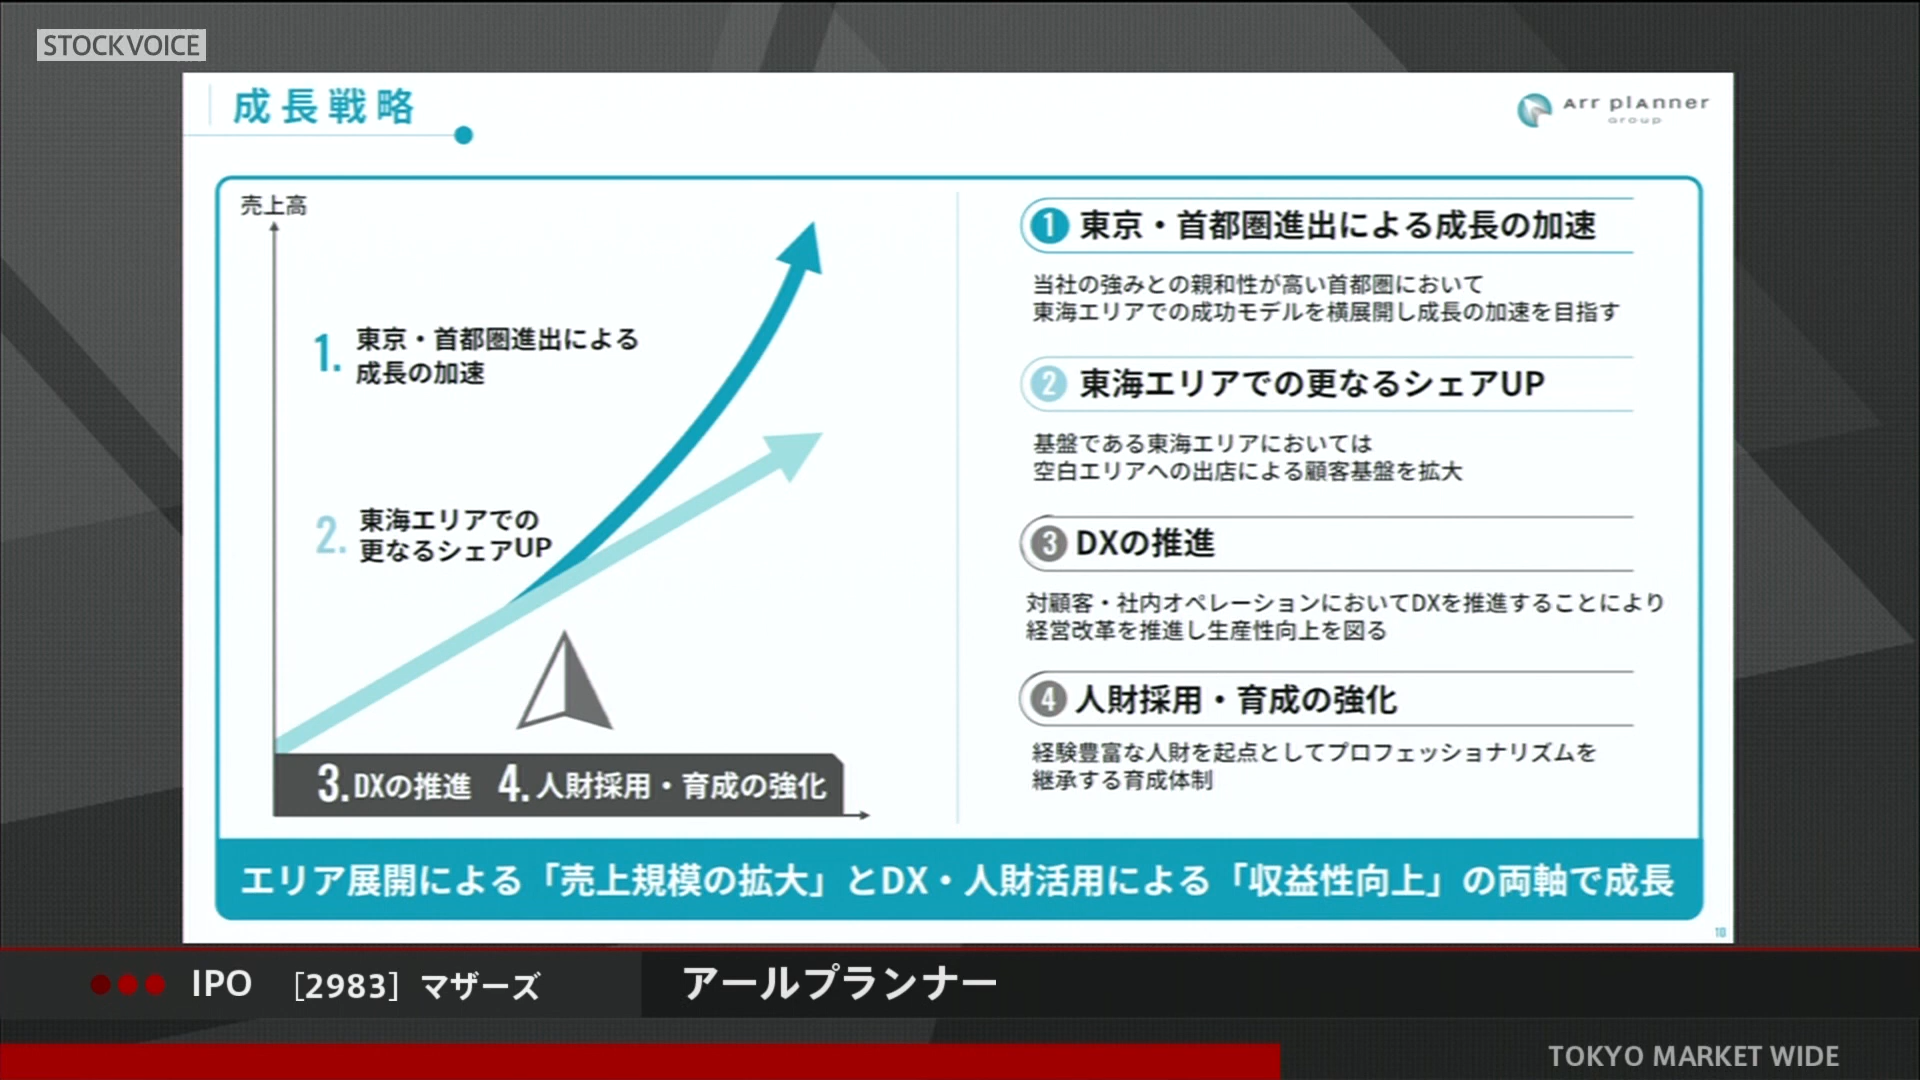 STOCKVOICE
成長戦略
Arr plAnner
group
売上高
1. 東京・首都圏進出による
成長の加速
2. 東海エリアでの
更なるシェアUP
3.DXの推進 4.人財採用・育成の強化
1 東京・首都圏進出による成長の加速
当社の強みとの親和性が高い首都圏において
東海エリアでの成功モデルを横展開し成長の加速を目指す
2 東海エリアでの更なるシェアUP
基盤である東海エリアにおいては
空白エリアへの出店による顧客基盤を拡大
3 DXの推進
対顧客・社内オペレーションにおいてDXを推進することにより
経営改革を推進し生産性向上を図る
4 人財採用・育成の強化
経験豊富な人財を起点としてプロフェッショナリズムを
継承する育成体制
エリア展開による「売上規模の拡大」とDX・人財活用による「収益性向上」の両軸で成長
10
IPO [2983] マザーズ アールプランナー
TOKYO MARKET WIDE